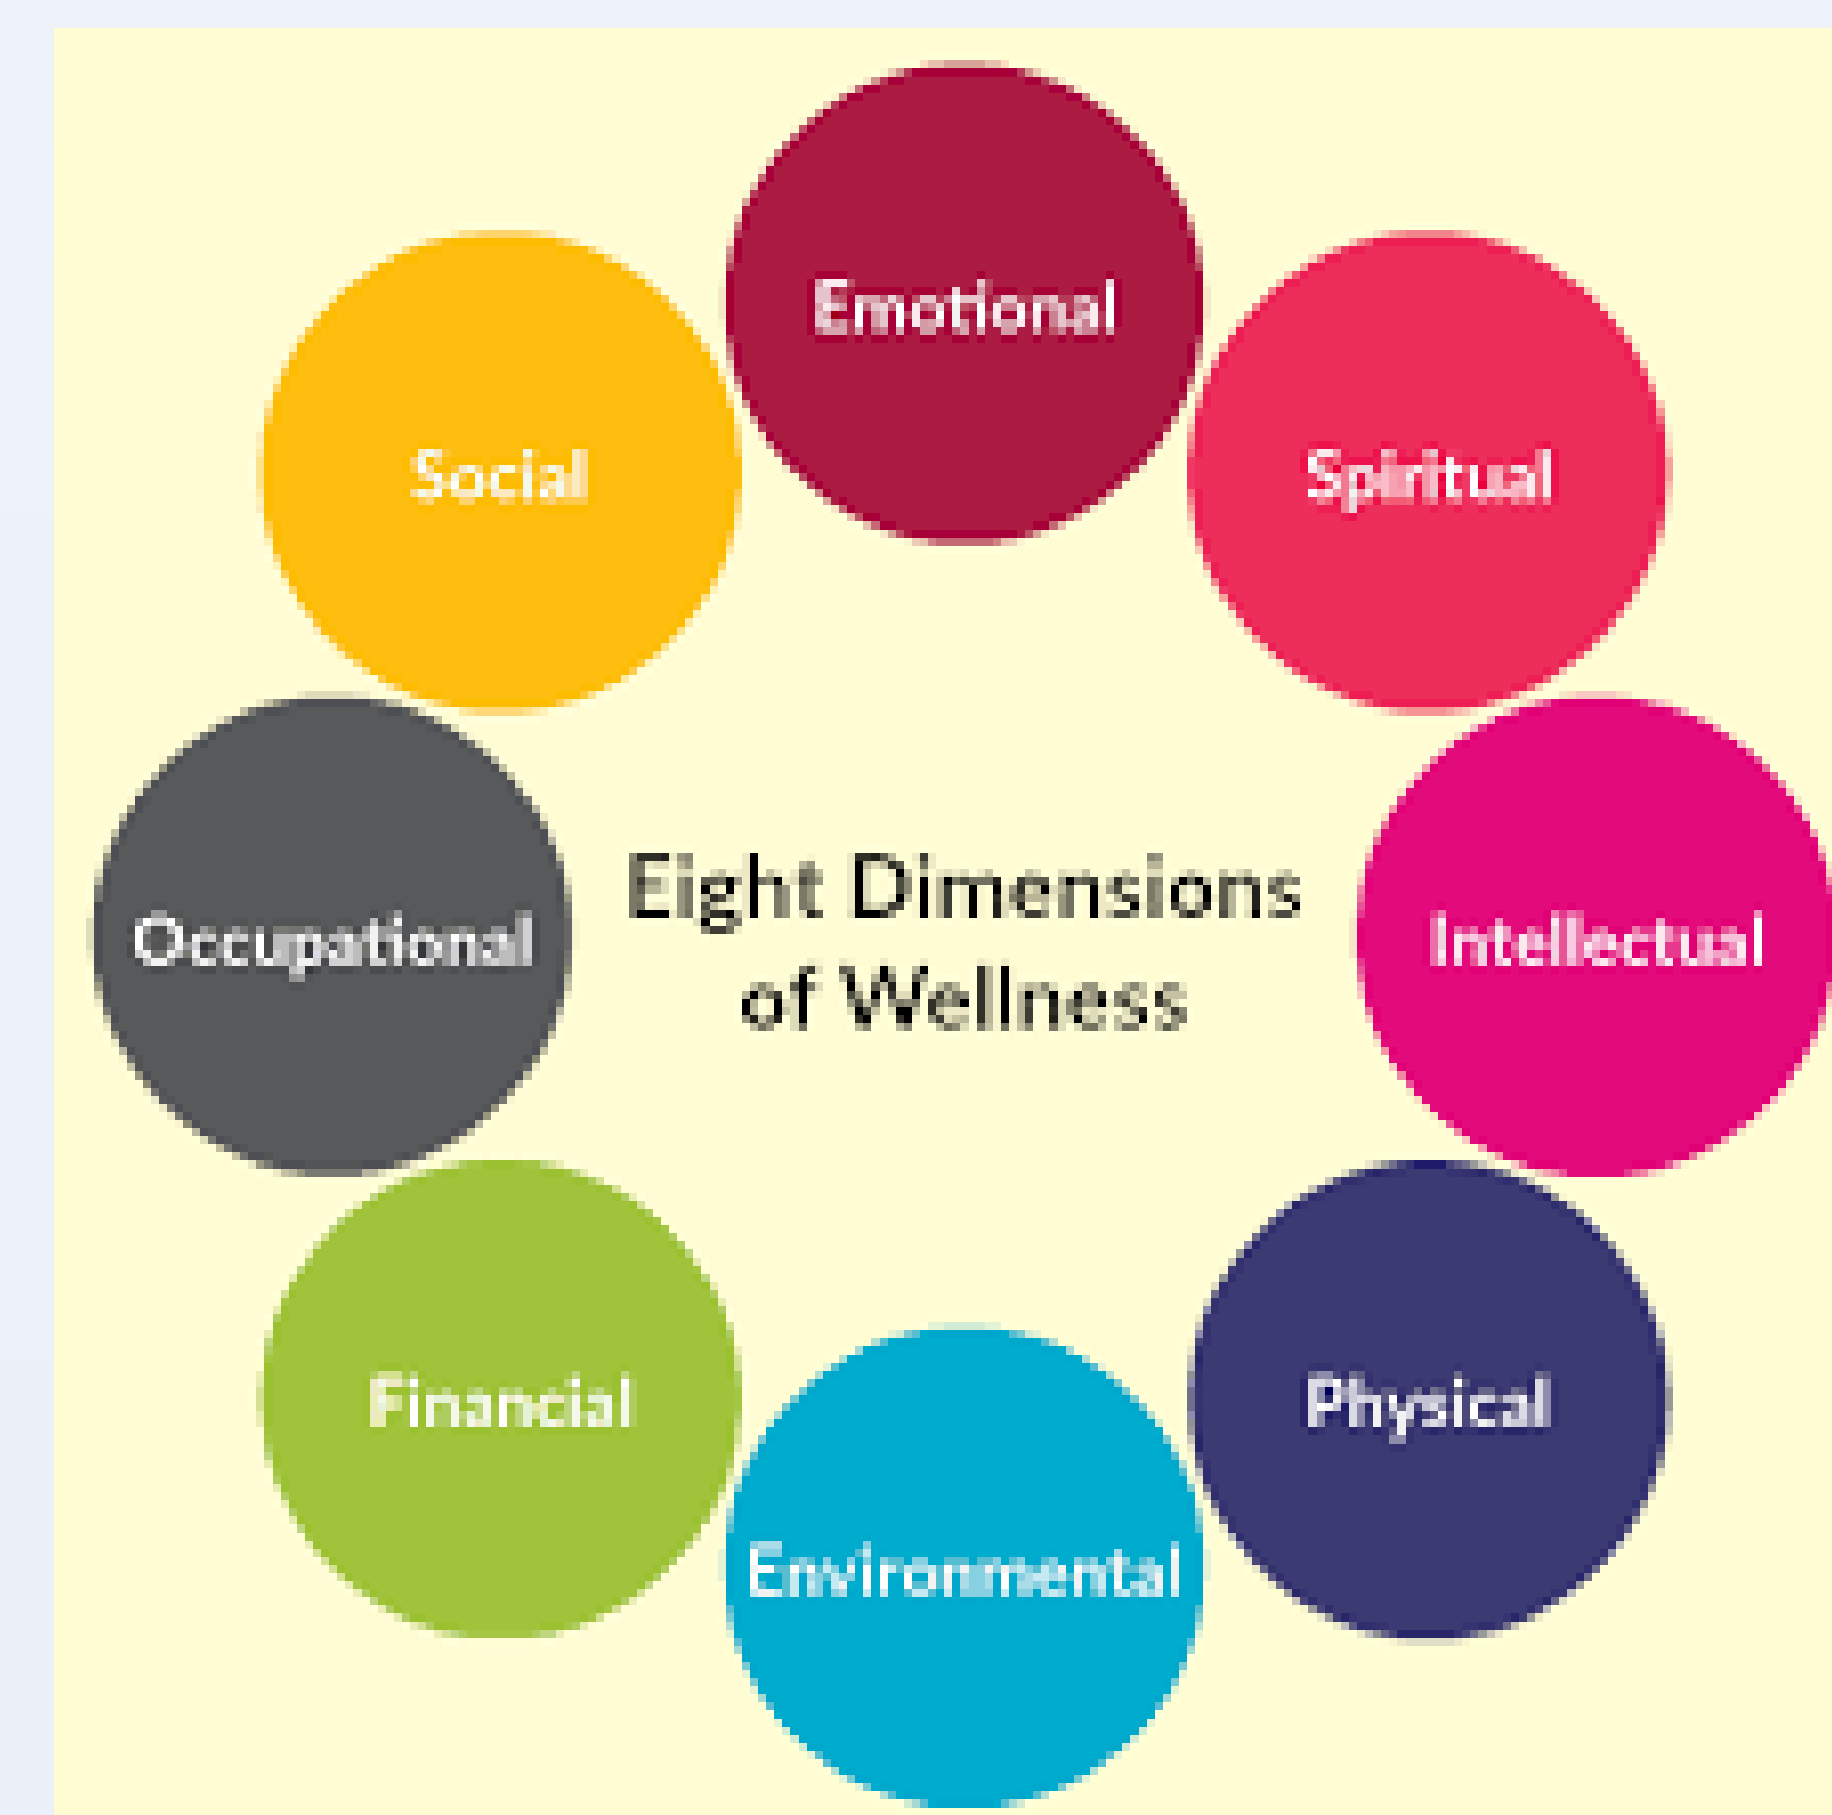 Emotional
Social
Spiritual
Eight Dimensions
of Wellness
Occupational
Intellectual
Financial
Physical
Environmental